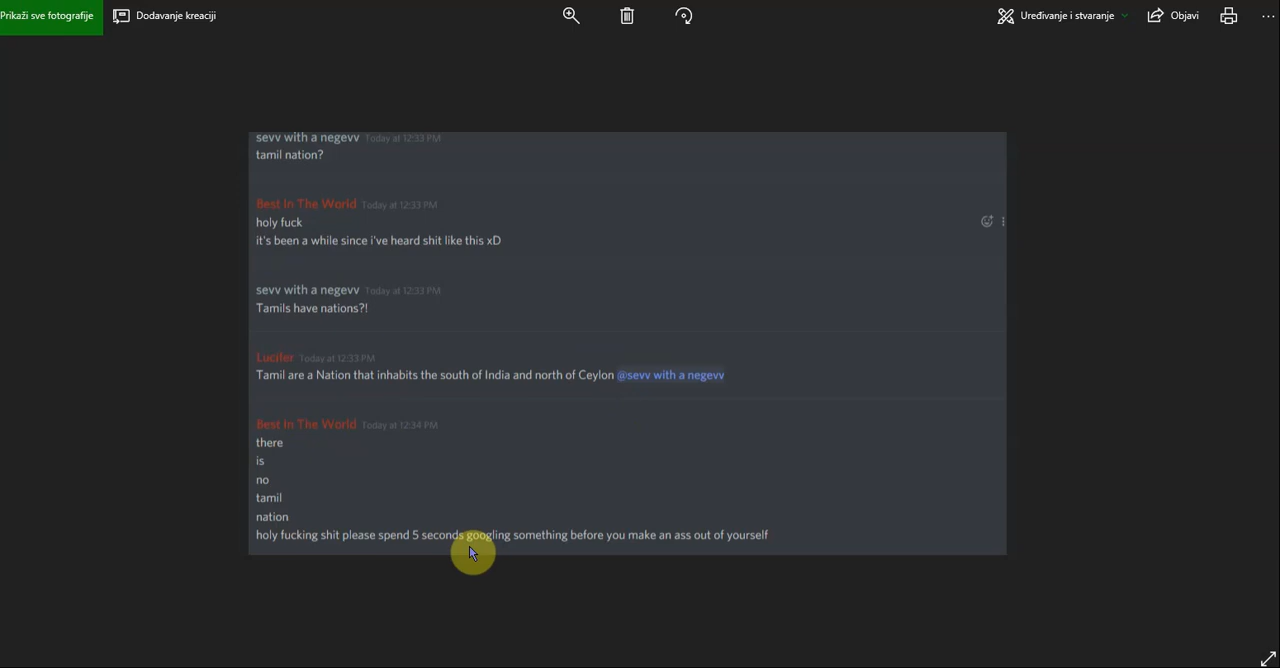 Prikaži sve fotografije
Dodavanje kreaciji
Uređivanje i stvaranje
Objavi
sevv with a negevv Today at 12:33 PM
tamil nation?
Best In The World Today at 12:33 PM
holy fuck
it's been a while since i've heard shit like this xD
sevv with a negevv Today at 12:33 PM
Tamils have nations?!
Lucifer Today at 12:33 PM
Tamil are a Nation that inhabits the south of India and north of Ceylon @sevv with a negevv
Best In The World Today at 12:34 PM
there
is
no
tamil
nation
holy fucking shit please spend 5 seconds googling something before you make an ass out of yourself